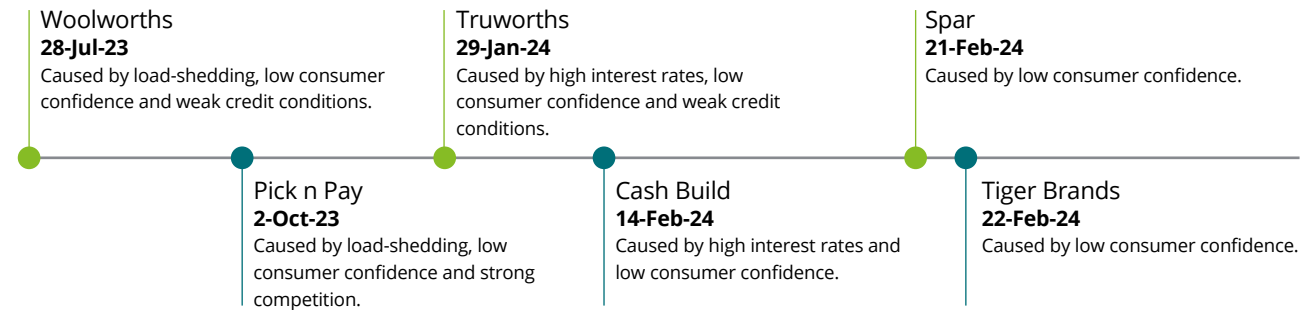 Woolworths
28-Jul-23
Caused by load-shedding, low consumer
confidence and weak credit conditions.
Pick n Pay
2-Oct-23
Caused by load-shedding, low
consumer confidence and strong
competition.
Truworths
29-Jan-24
Caused by high interest rates, low
consumer confidence and weak credit
conditions.
Cash Build
14-Feb-24
Caused by high interest rates and
low consumer confidence.
Spar
21-Feb-24
Caused by low consumer confidence.
Tiger Brands
22-Feb-24
Caused by low consumer confidence.